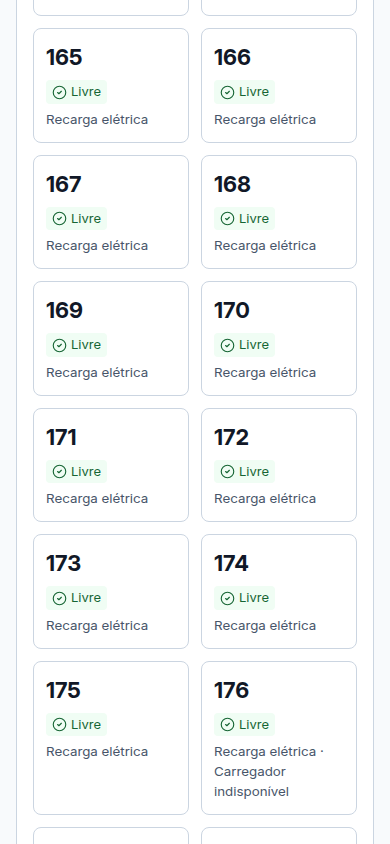 165
Livre
Recarga elétrica
166
Livre
Recarga elétrica
167
Livre
Recarga elétrica
168
Livre
Recarga elétrica
169
Livre
Recarga elétrica
170
Livre
Recarga elétrica
171
Livre
Recarga elétrica
172
Livre
Recarga elétrica
173
Livre
Recarga elétrica
174
Livre
Recarga elétrica
175
Livre
Recarga elétrica
176
Livre
Recarga elétrica ·
Carregador
indisponível